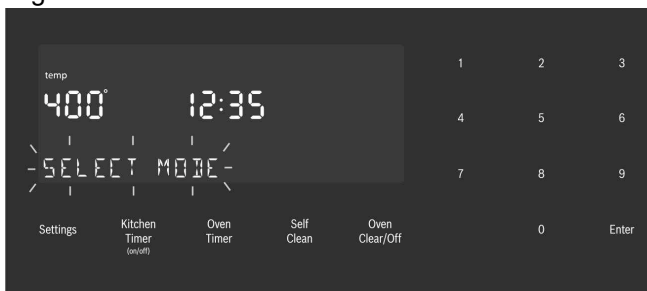 temp
400°
12:35
SELECT MODE
Settings
Kitchen
Timer
(on/off)
Oven
Timer
Self
Clean
Oven
Clear/Off
1 2 3
4 5 6
7 8 9
0 Enter